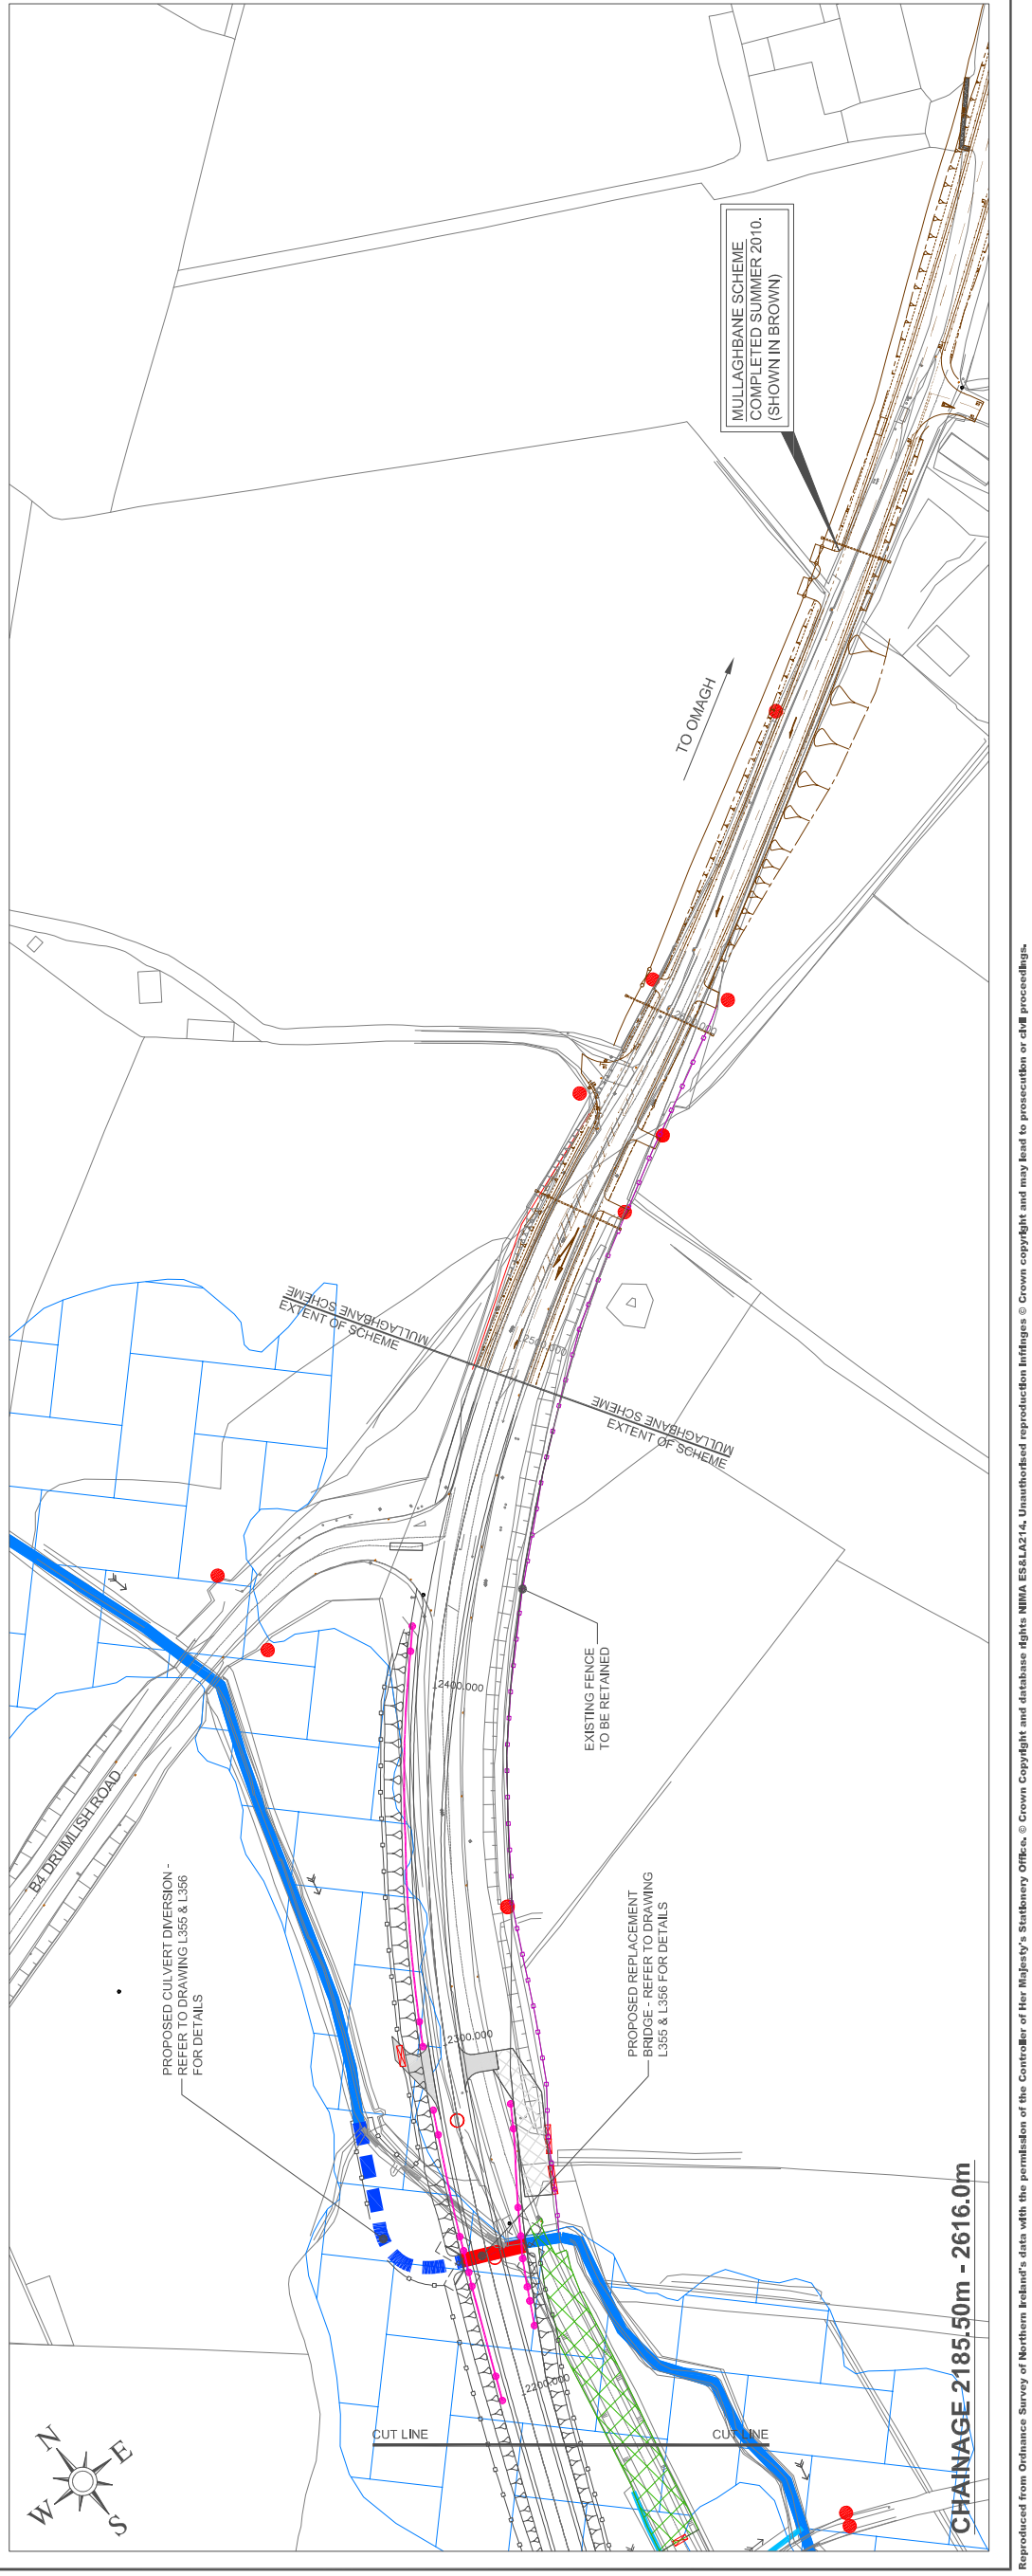 MULLAGHBANE SCHEME
COMPLETED SUMMER 2010.
(SHOWN IN BROWN)
TO OMAGH
MULLAGHBANE SCHEME
EXTENT OF SCHEME
MULLAGHBANE SCHEME
EXTENT OF SCHEME
2500.000
2400.000
EXISTING FENCE
TO BE RETAINED
B4 DRUMLISH ROAD
PROPOSED CULVERT DIVERSION -
REFER TO DRAWING L355 & L356
FOR DETAILS
PROPOSED REPLACEMENT
BRIDGE - REFER TO DRAWING
L355 & L356 FOR DETAILS
2300.000
2200.000
CUT LINE
CUT LINE
N
E
S
W
CHAINAGE 2185.50m - 2616.0m
Reproduced from Ordnance Survey of Northern Ireland's data with the permission of the Controller of Her Majesty's Stationery Office. © Crown Copyright and database rights NIMA ES&LA214. Unauthorised reproduction infringes © Crown copyright and may lead to prosecution or civil proceedings.